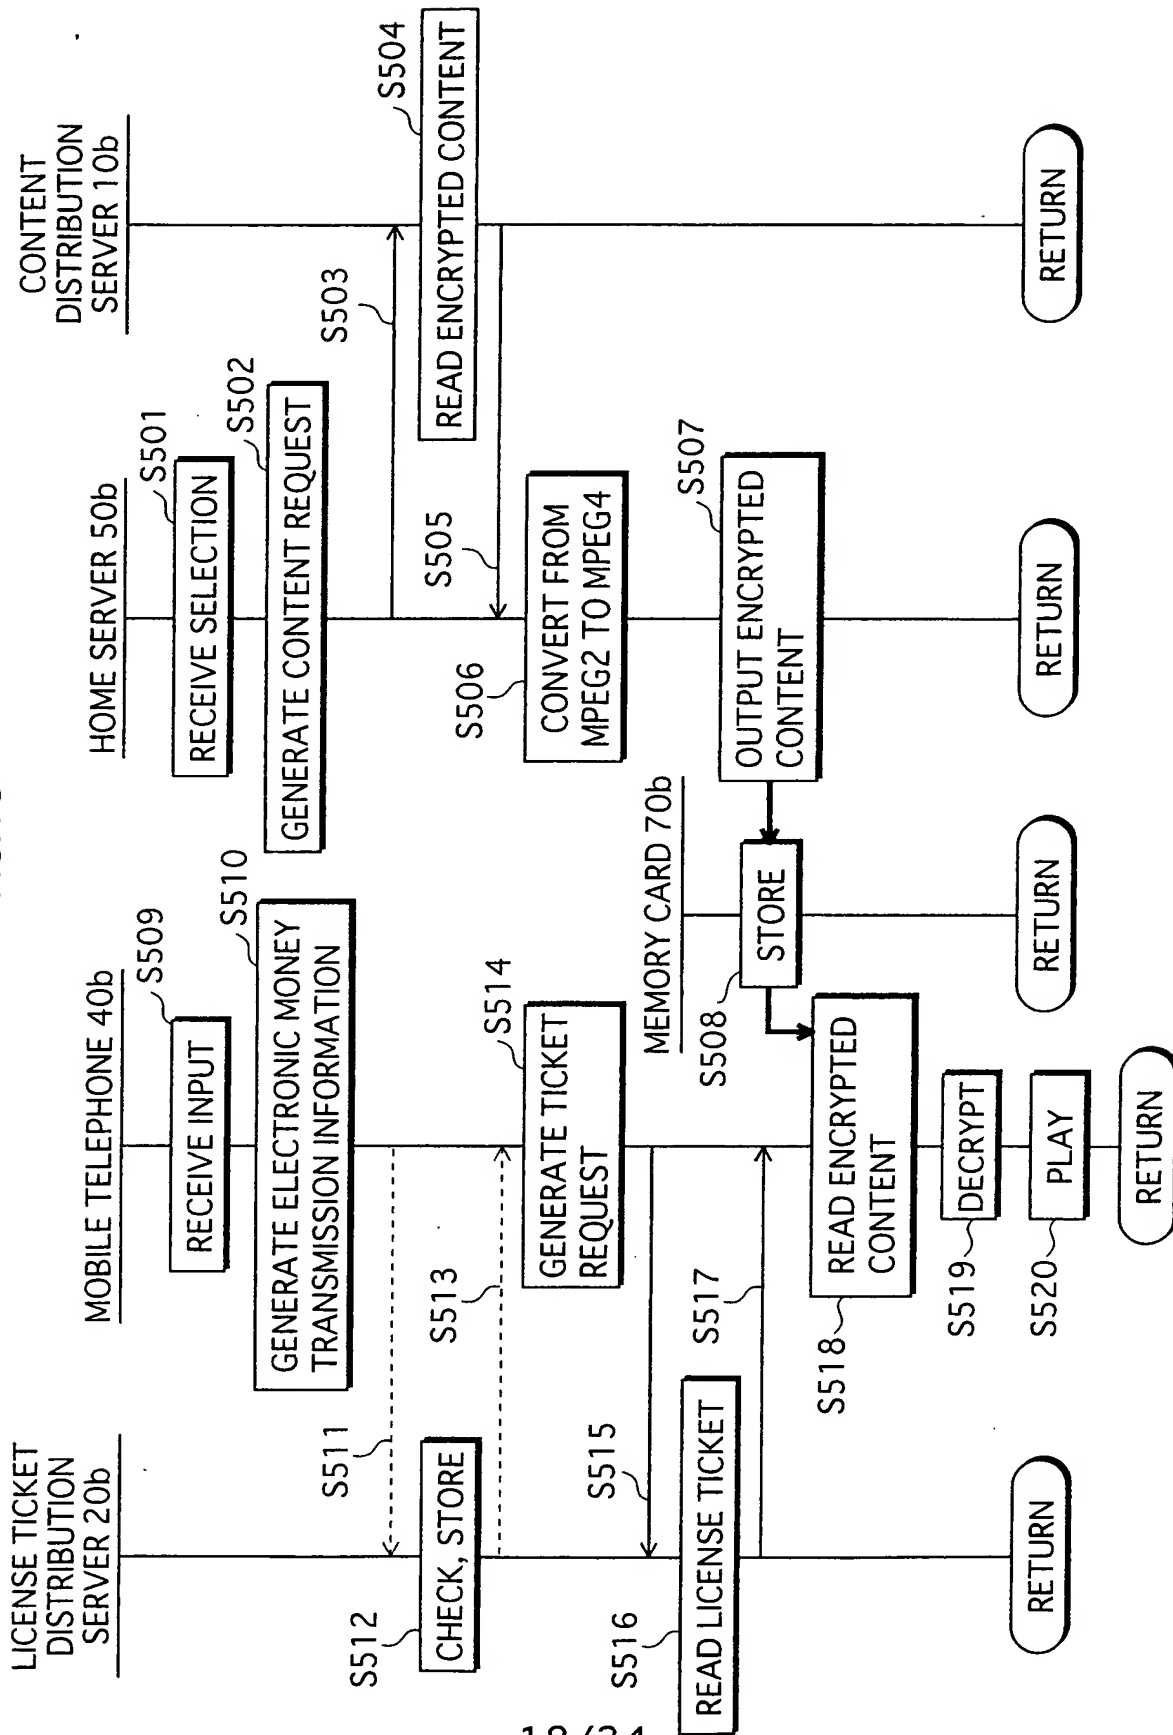 LICENSE TICKET
DISTRIBUTION
SERVER 20b
MOBILE TELEPHONE 40b
HOME SERVER 50b
CONTENT
DISTRIBUTION
SERVER 10b
S509
RECEIVE INPUT
S510
GENERATE ELECTRONIC MONEY
TRANSMISSION INFORMATION
S501
RECEIVE SELECTION
S502
GENERATE CONTENT REQUEST
S503
S504
READ ENCRYPTED CONTENT
S505
S511
S512
CHECK, STORE
S513
S514
GENERATE TICKET
REQUEST
S506
CONVERT FROM
MPEG2 TO MPEG4
S515
S516
READ LICENSE TICKET
S517
MEMORY CARD 70b
S507
OUTPUT ENCRYPTED
CONTENT
S508
STORE
S518
READ ENCRYPTED
CONTENT
S519
DECRYPT
S520
PLAY
RETURN
RETURN
RETURN
RETURN
RETURN